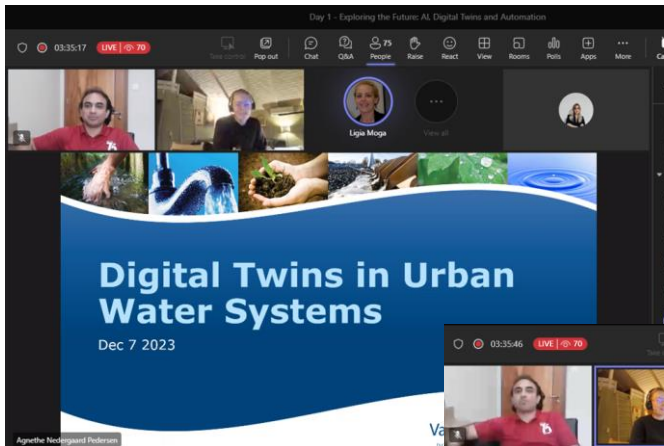 Day 1 - Exploring the Future: AI, Digital Twins and Automation
03:35:17 LIVE 70
Take control Pop out Chat Q&A People 75 Raise React View Rooms Polls Apps More
Ligia Moga
View all
Digital Twins in Urban
Water Systems
Dec 7 2023
03:35:46 LIVE 70
Agnethe Nedergaard Pedersen